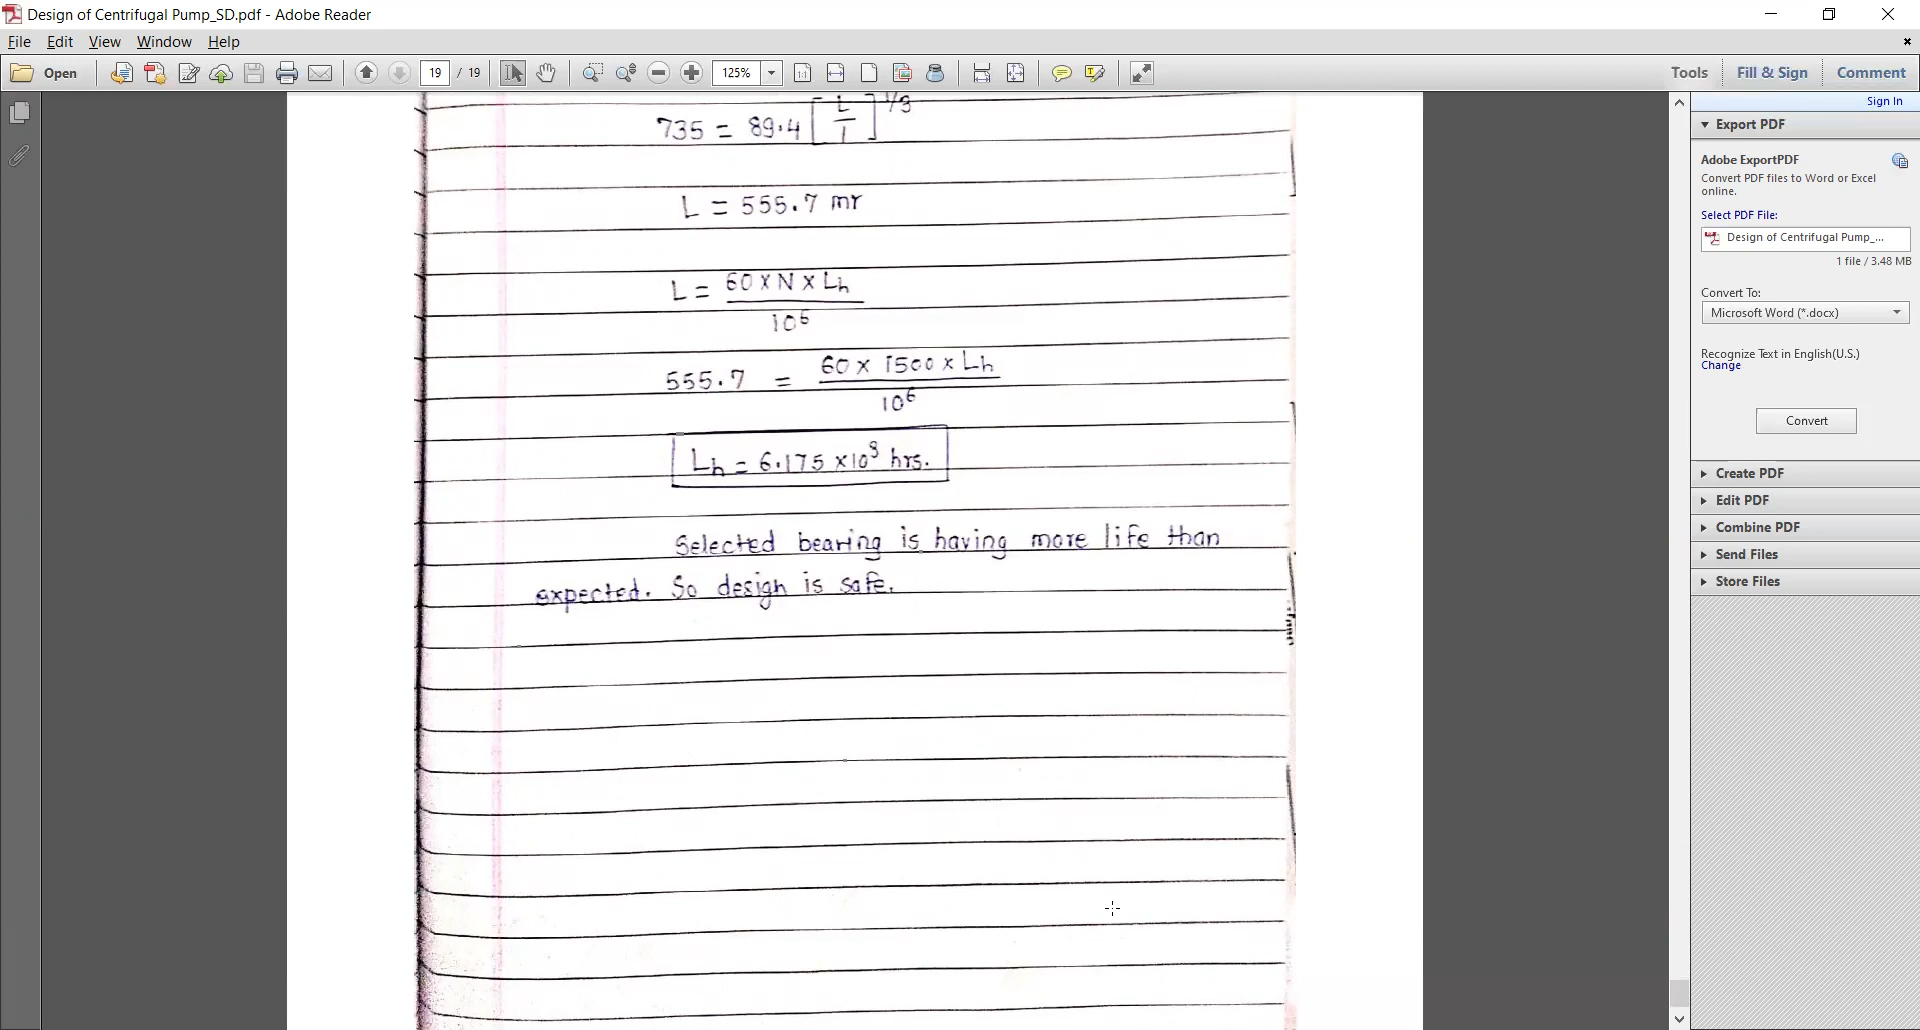 Design of Centrifugal Pump_SD.pdf - Adobe Reader
File Edit View Window Help
Open 19 / 19 125% Tools Fill & Sign Comment
Sign In
Export PDF
Adobe ExportPDF
Convert PDF files to Word or Excel
online.
Select PDF File:
Design of Centrifugal Pump_...
1 file / 3.48 MB
Convert To:
Microsoft Word (*.docx)
Recognize Text in English(U.S.)
Change
Convert
Create PDF
Edit PDF
Combine PDF
Send Files
Store Files
735 = 89.4 [L/1]^1/3
L = 555.7 mr
L = 60 x N x Lh / 10^6
555.7 = 60 x 1500 x Lh / 10^6
Lh = 6.175 x 10^3 hrs.
Selected bearing is having more life than
expected. So design is safe.